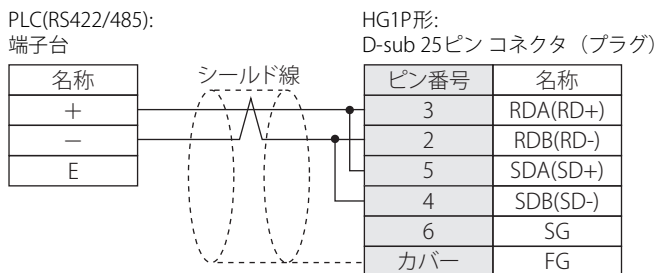 PLC(RS422/485):
端子台
HG1P形:
D-sub 25ピン コネクタ（プラグ）
名称
シールド線
ピン番号 名称
+
3 RDA(RD+)
−
2 RDB(RD-)
E
5 SDA(SD+)
4 SDB(SD-)
6 SG
カバー FG